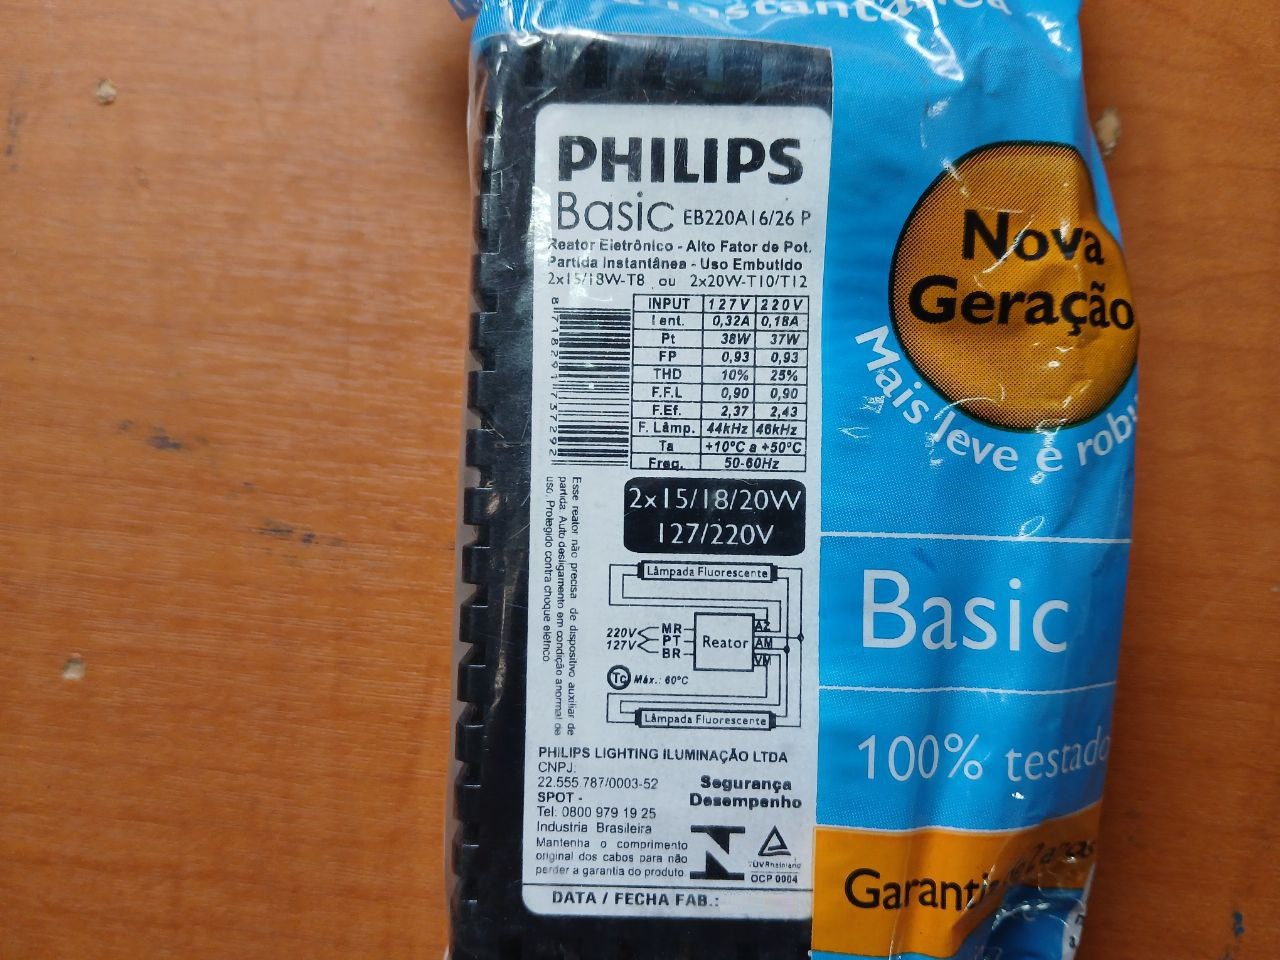 Instantânea
PHILIPS
Basic EB220A16/26 P
Reator Eletrônico - Alto Fator de Pot.
Partida Instantânea - Uso Embutido
2x15/18W-T8 ou 2x20W-T10/T12
INPUT 127V 220V
I ent. 0,32A 0,18A
Pt 38W 37W
FP 0,93 0,93
THD 10% 25%
F.F.L 0,90 0,90
F.Ef. 2,37 2,43
F. Lâmp. 44kHz 46kHz
Ta +10°C a +50°C
Freq. 50-60Hz
8 718291 757292
2x15/18/20W
127/220V
Esse reator não precisa de dispositivo auxiliar de
partida. Auto desligamento em condição anormal de
uso. Protegido contra choque elétrico
Lâmpada Fluorescente
220V
127V
MR
PT
BR
Reator
AZ
AM
VM
Tc Máx.: 60°C
Lâmpada Fluorescente
PHILIPS LIGHTING ILUMINAÇÃO LTDA
CNPJ:
22.555.787/0003-52
SPOT -
Tel: 0800 979 19 25
Industria Brasileira
Mantenha o comprimento
original dos cabos para não
perder a garantia do produto.
Segurança
Desempenho
TÜVRheinland
OCP 0004
DATA / FECHA FAB.:
Nova
Geração
Mais leve e robu
Basic
100% testado
Garanti